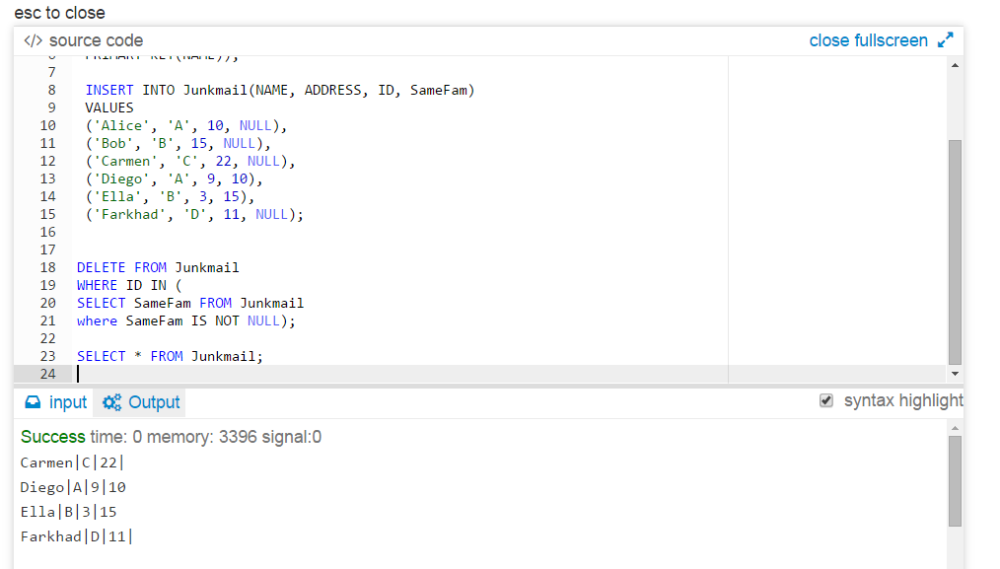 esc to close
</> source code close fullscreen
6 PRIMARY KEY(NAME));
7
8 INSERT INTO Junkmail(NAME, ADDRESS, ID, SameFam)
9 VALUES
10 ('Alice', 'A', 10, NULL),
11 ('Bob', 'B', 15, NULL),
12 ('Carmen', 'C', 22, NULL),
13 ('Diego', 'A', 9, 10),
14 ('Ella', 'B', 3, 15),
15 ('Farkhad', 'D', 11, NULL);
16
17
18 DELETE FROM Junkmail
19 WHERE ID IN (
20 SELECT SameFam FROM Junkmail
21 where SameFam IS NOT NULL);
22
23 SELECT * FROM Junkmail;
24
input Output syntax highlight
Success time: 0 memory: 3396 signal:0
Carmen|C|22|
Diego|A|9|10
Ella|B|3|15
Farkhad|D|11|